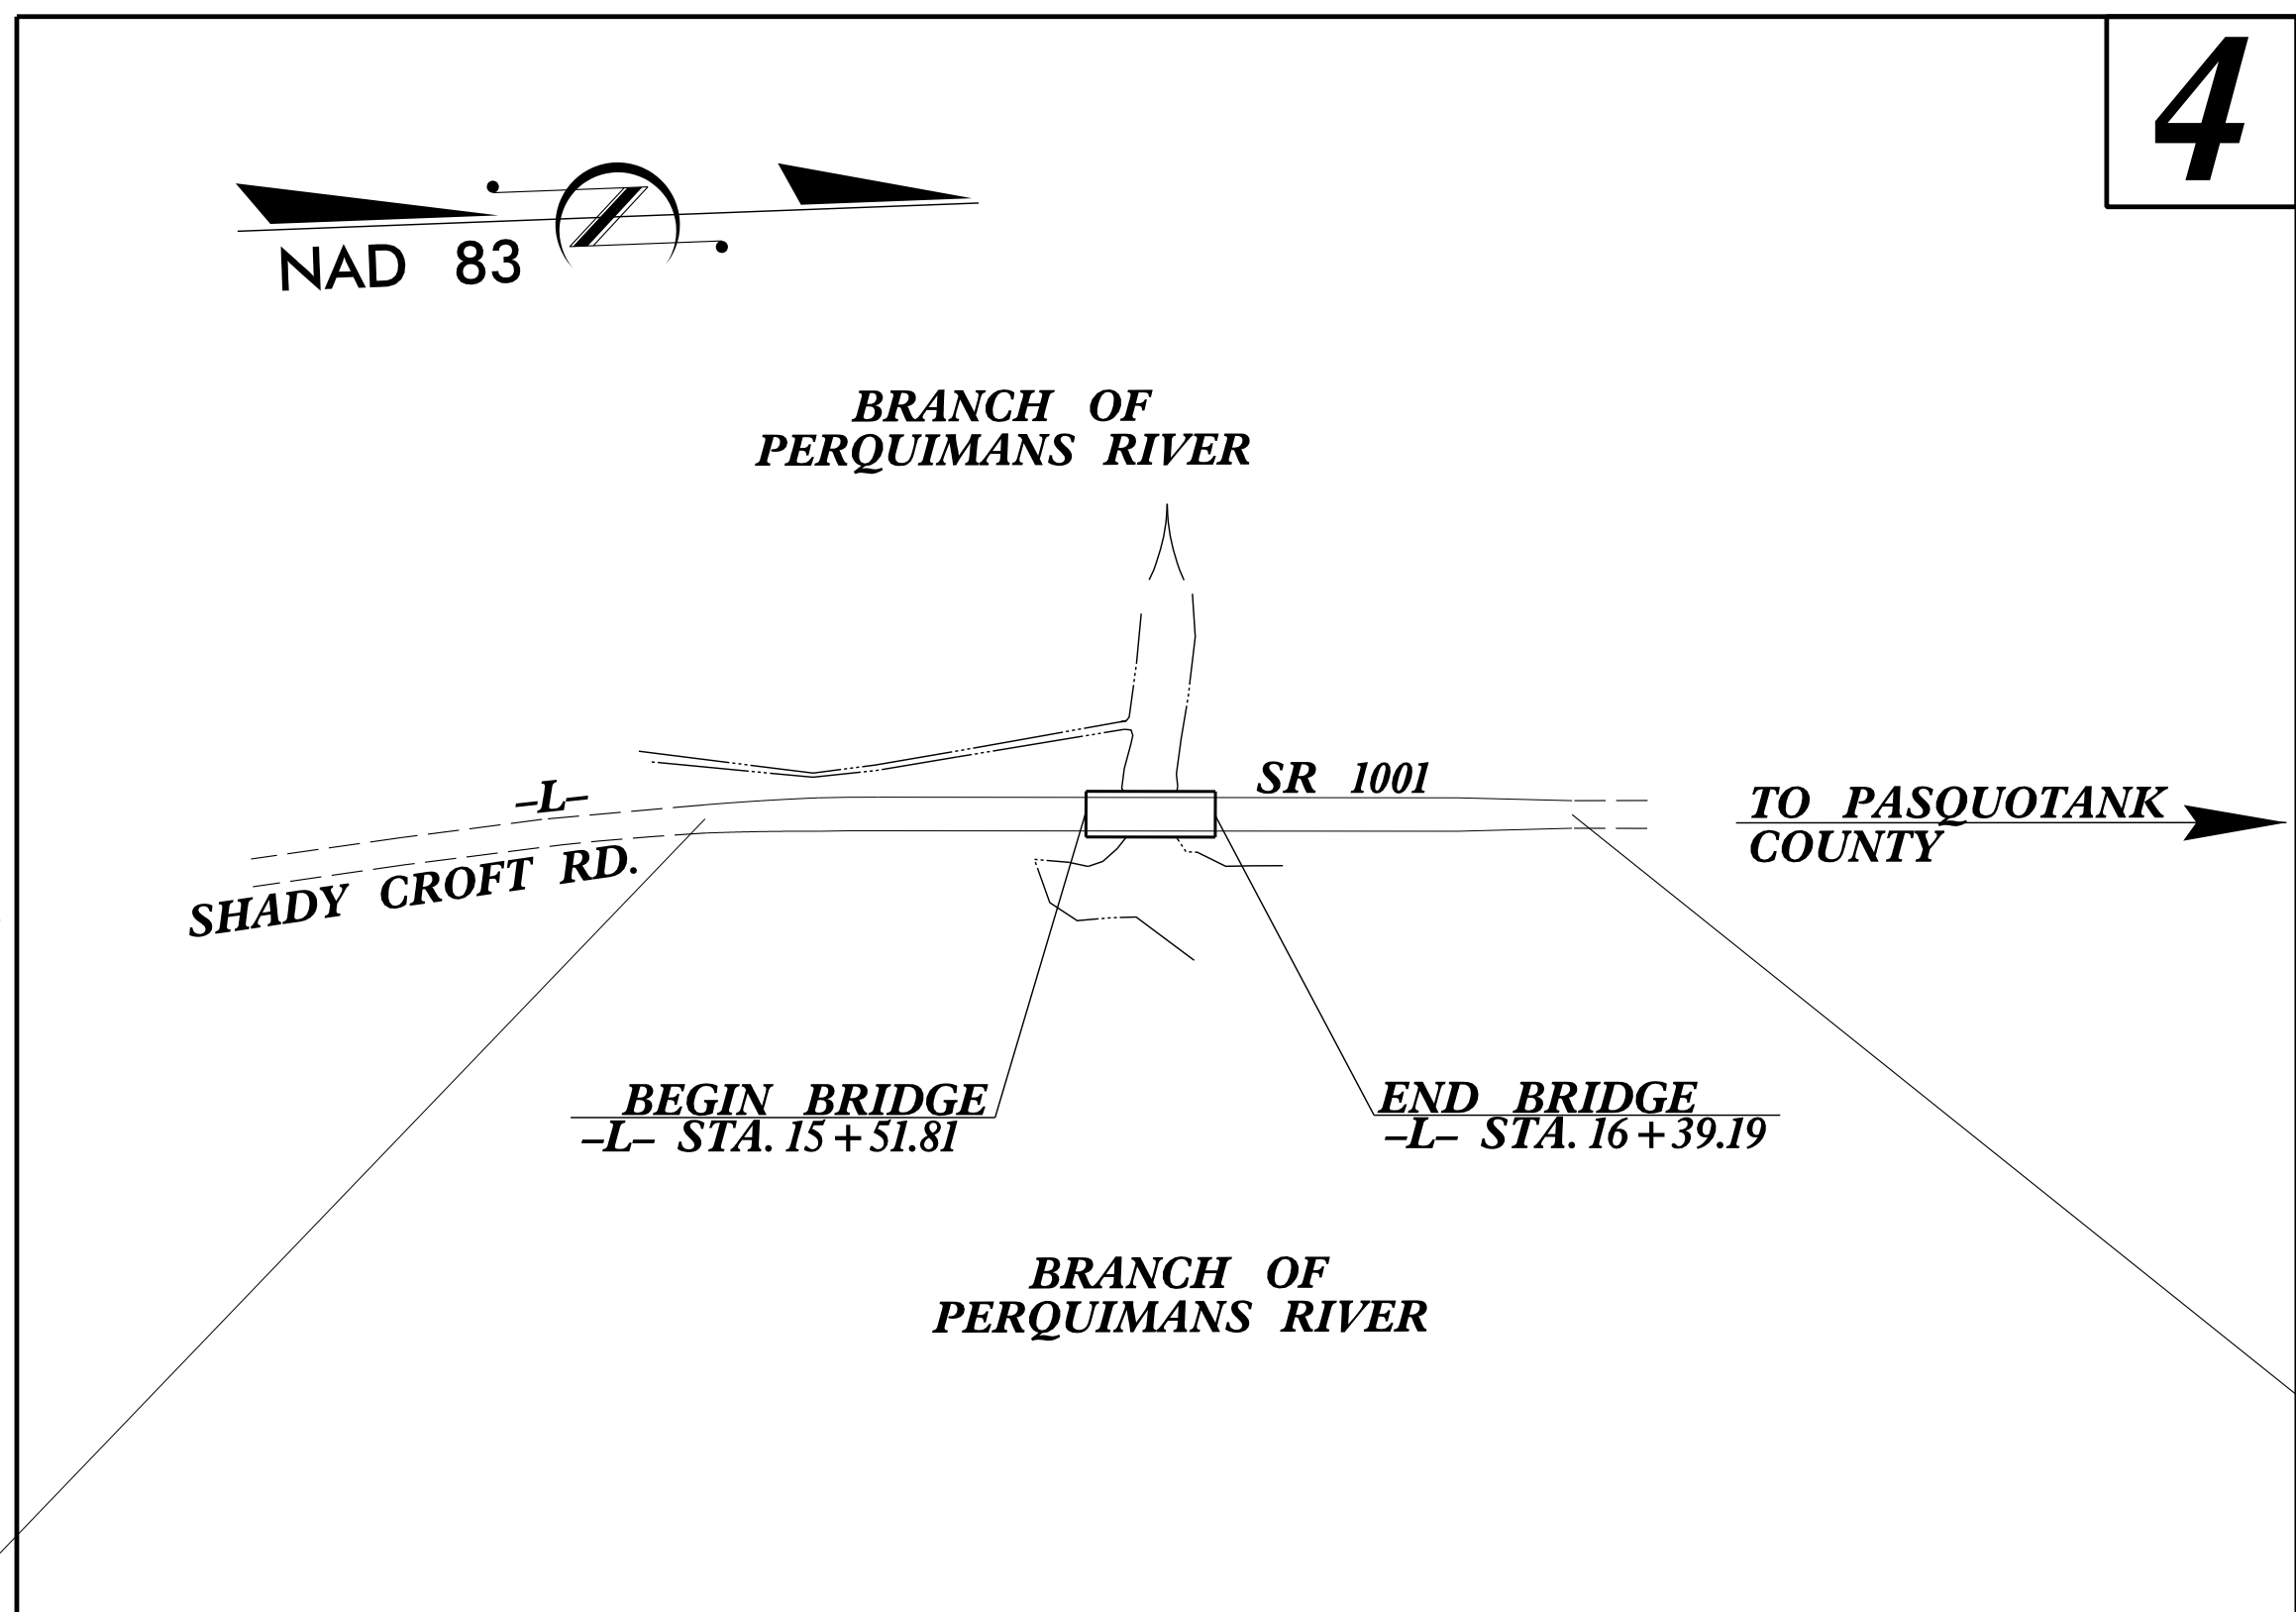 4
Z
NAD 83
BRANCH OF
PERQUIMANS RIVER
SR 1001
-L-
TO PASQUOTANK
COUNTY
SHADY CROFT RD.
BEGIN BRIDGE
-L- STA. 15+51.81
END BRIDGE
-L- STA. 16+39.19
BRANCH OF
PERQUIMANS RIVER